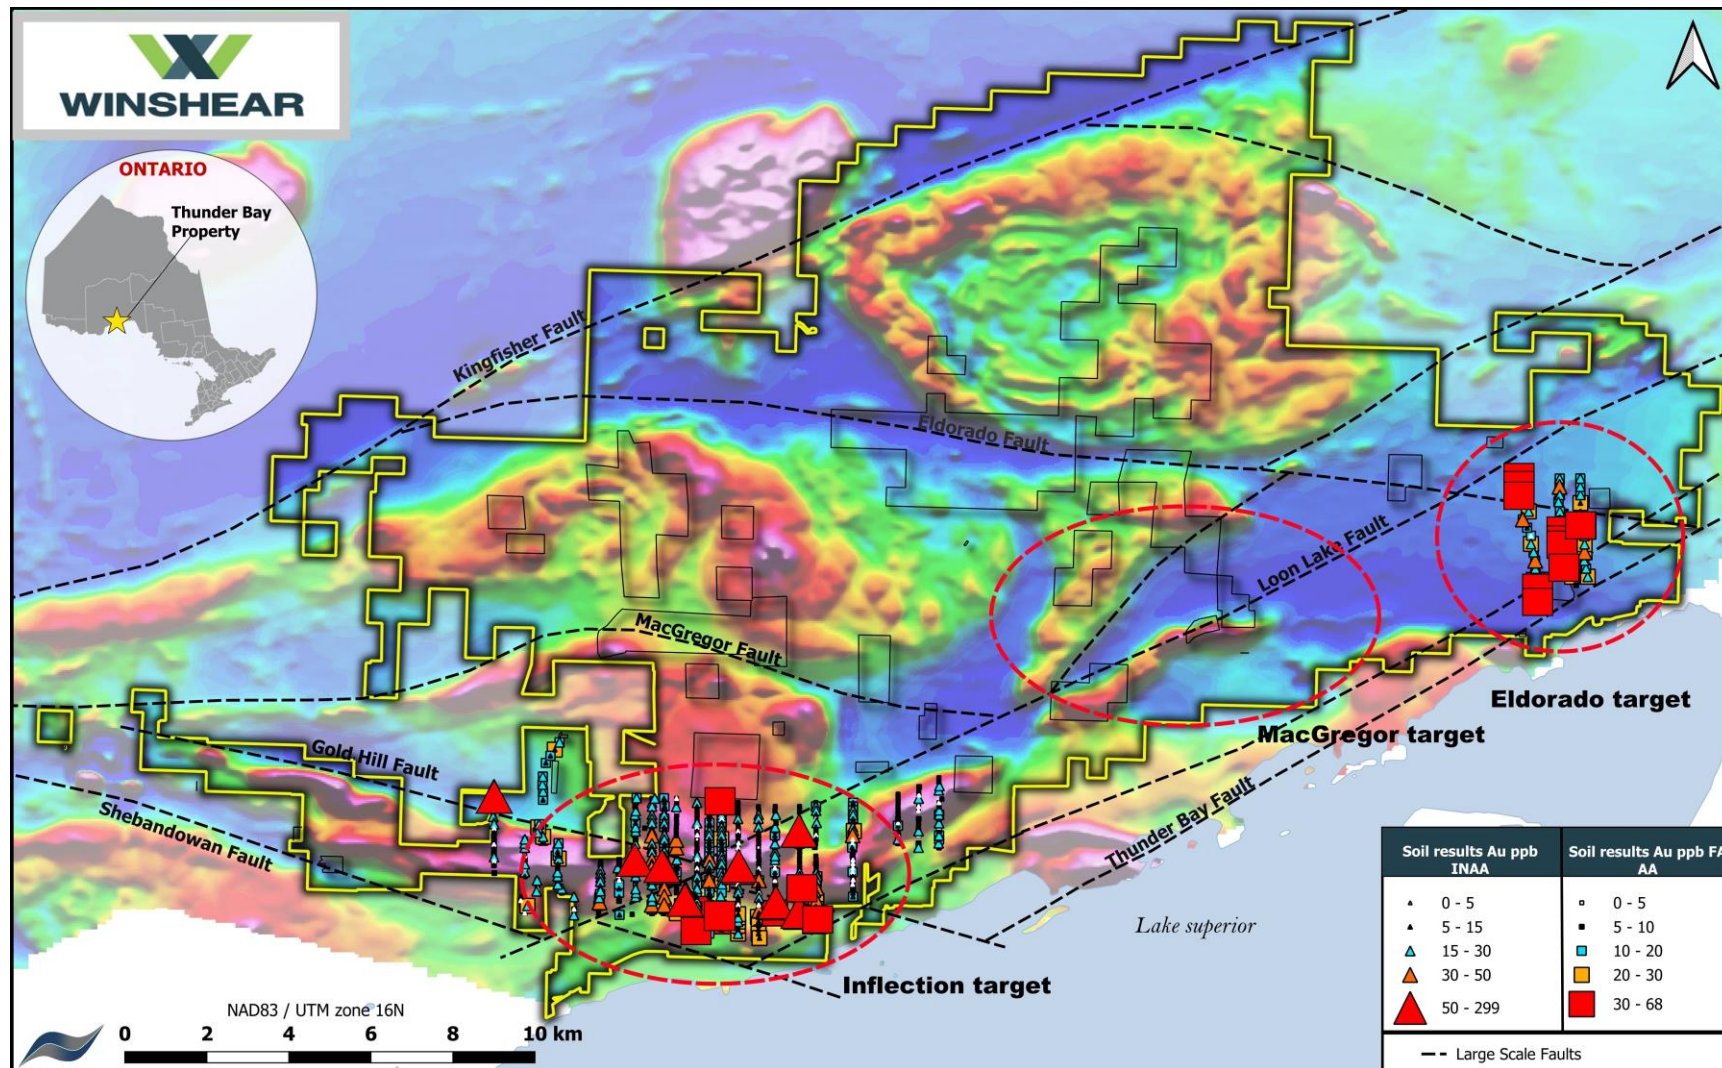 WINSHEAR
ONTARIO
Thunder Bay
Property
Kingfisher Fault
Eldorado Fault
Loon Lake Fault
MacGregor Fault
Gold Hill Fault
Shebandowan Fault
Thunder Bay Fault
Eldorado target
MacGregor target
Inflection target
Lake superior
NAD83 / UTM zone 16N
0 2 4 6 8 10 km
Soil results Au ppb
INAA
0 - 5
5 - 15
15 - 30
30 - 50
50 - 299
Soil results Au ppb FA
AA
0 - 5
5 - 10
10 - 20
20 - 30
30 - 68
Large Scale Faults